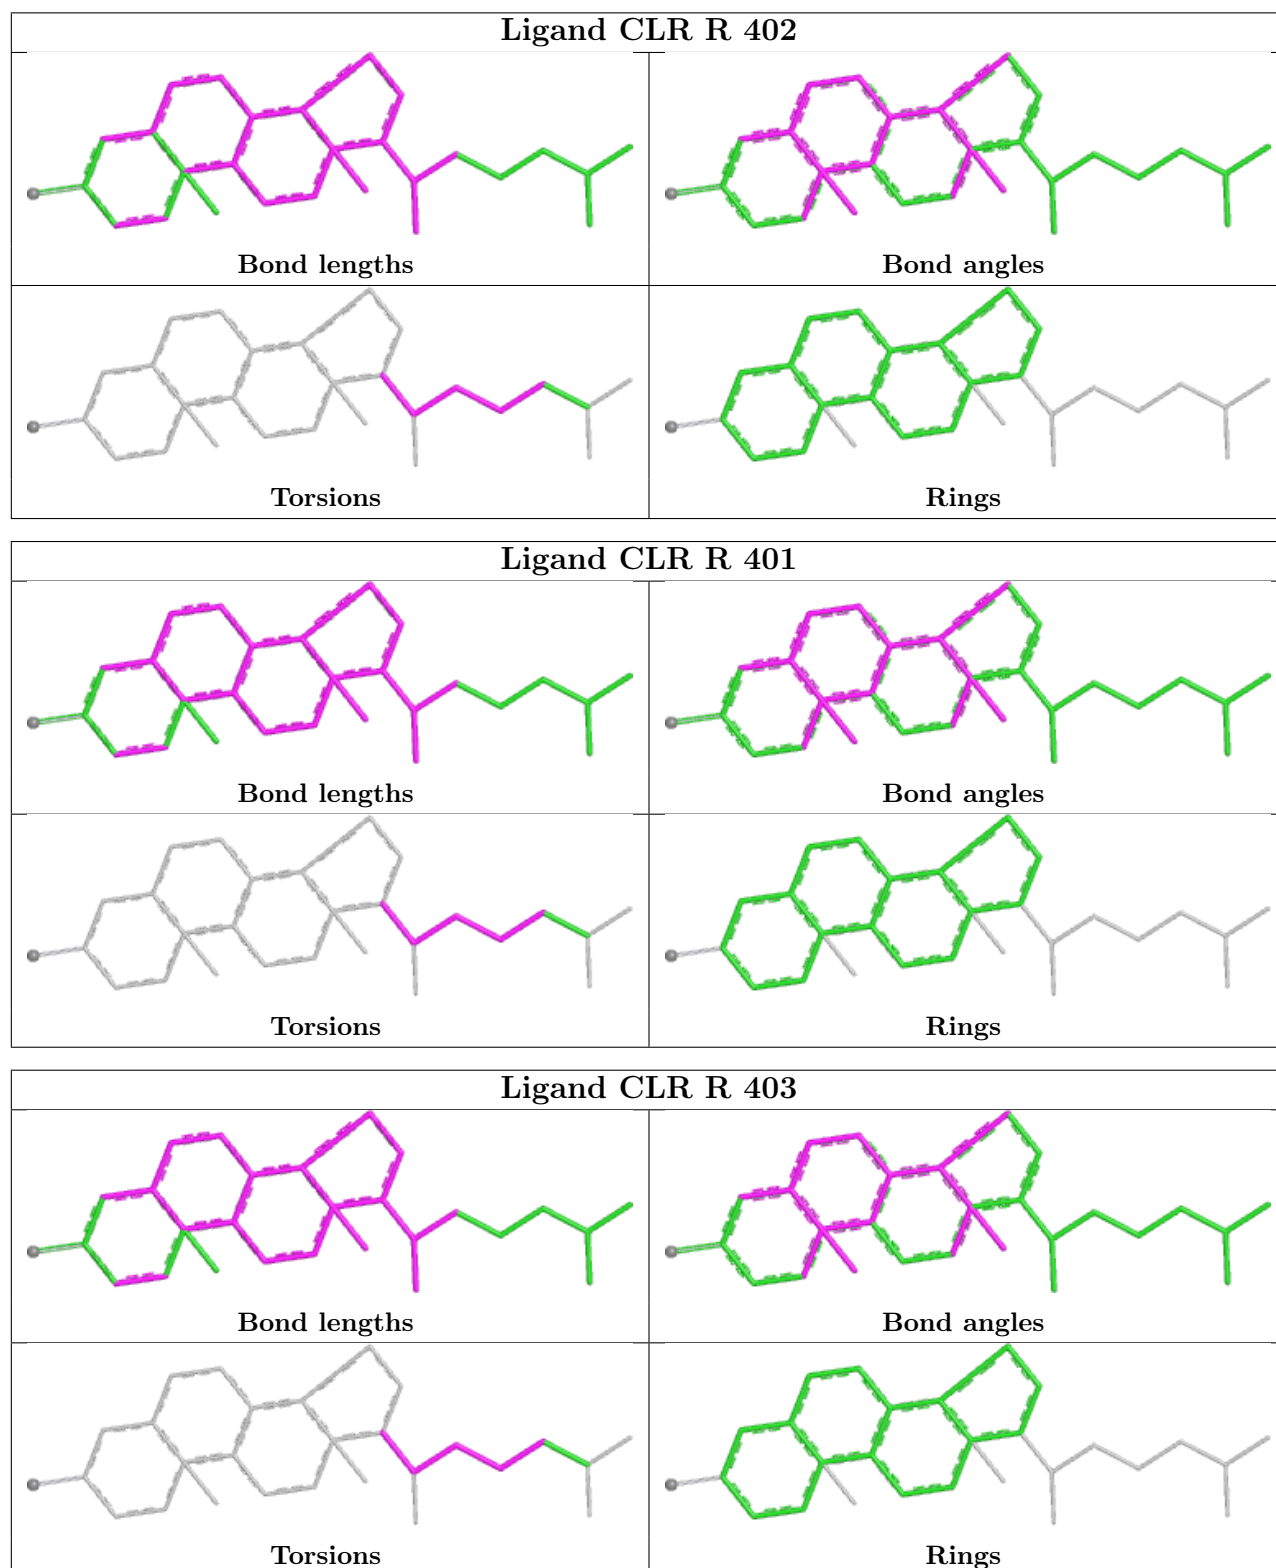 Ligand CLR R 402
Bond lengths
Bond angles
Torsions
Rings
Ligand CLR R 401
Bond lengths
Bond angles
Torsions
Rings
Ligand CLR R 403
Bond lengths
Bond angles
Torsions
Rings